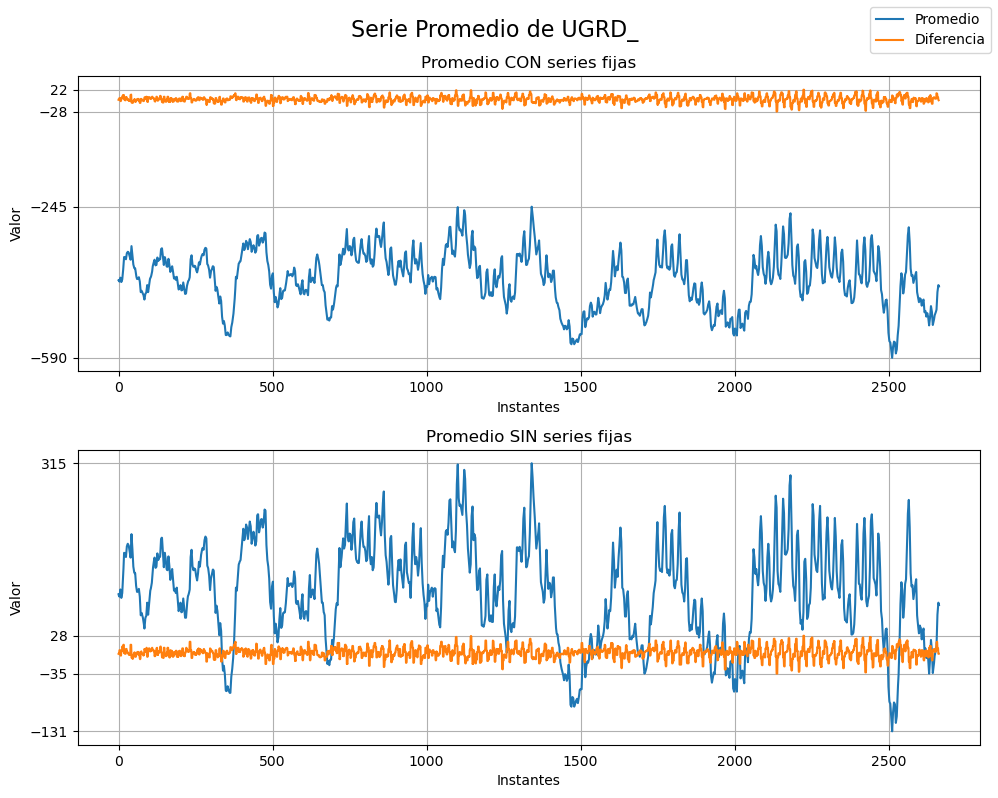 Serie Promedio de UGRD_
Promedio
Diferencia
Promedio CON series fijas
22
−28
−245
−590
Valor
0 500 1000 1500 2000 2500
Instantes
Promedio SIN series fijas
315
28
−35
−131
Valor
0 500 1000 1500 2000 2500
Instantes